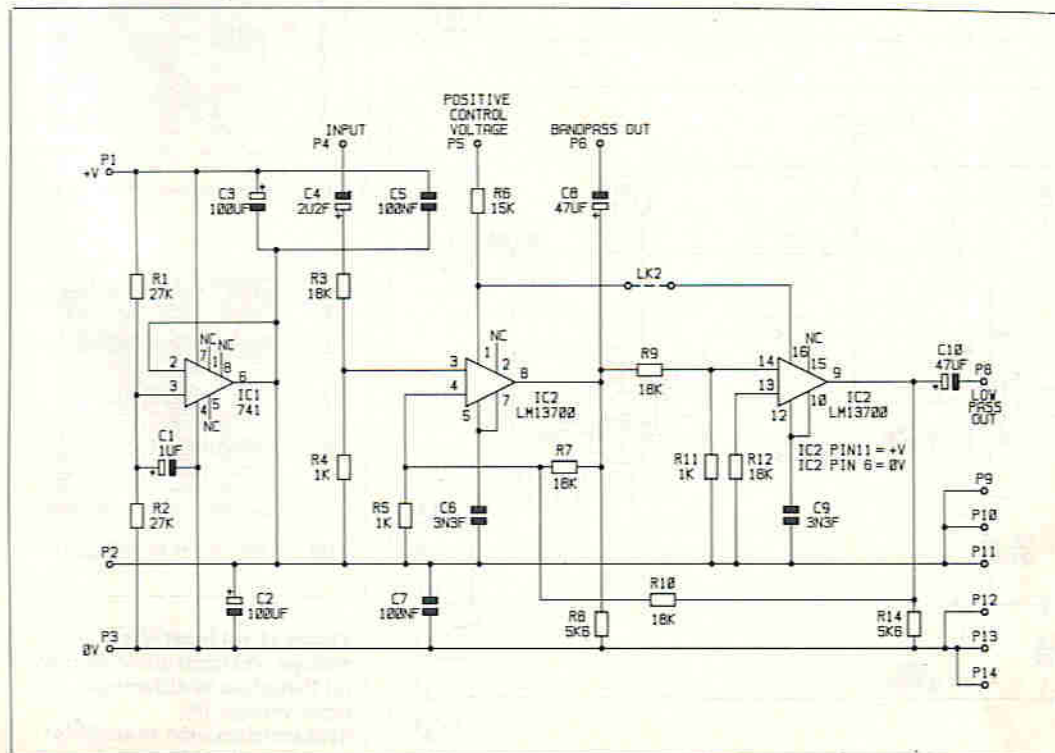 POSITIVE
CONTROL
VOLTAGE
P5
INPUT
P4
BANDPASS OUT
P6
+V
P1
C3
100UF
+
C4
2U2F
+
C5
100NF
R6
15K
C8
47UF
+
LK2
R1
27K
R3
18K
NC
7
NC
1
8
2
3
6
4
5
NC
IC1
741
NC
1
2
3
4
8
5
7
IC2
LM13700
R9
18K
NC
16
15
14
13
9
12
10
IC2
LM13700
C10
47UF
+
P8
LOW
PASS
OUT
IC2 PIN11=+V
IC2 PIN 6=0V
C1
1UF
+
R2
27K
R4
1K
R5
1K
R7
18K
C6
3N3F
R11
1K
R12
18K
C9
3N3F
P9
P10
P11
P2
C2
100UF
+
C7
100NF
R8
5K6
R10
18K
R14
5K6
P12
P13
P14
0V
P3